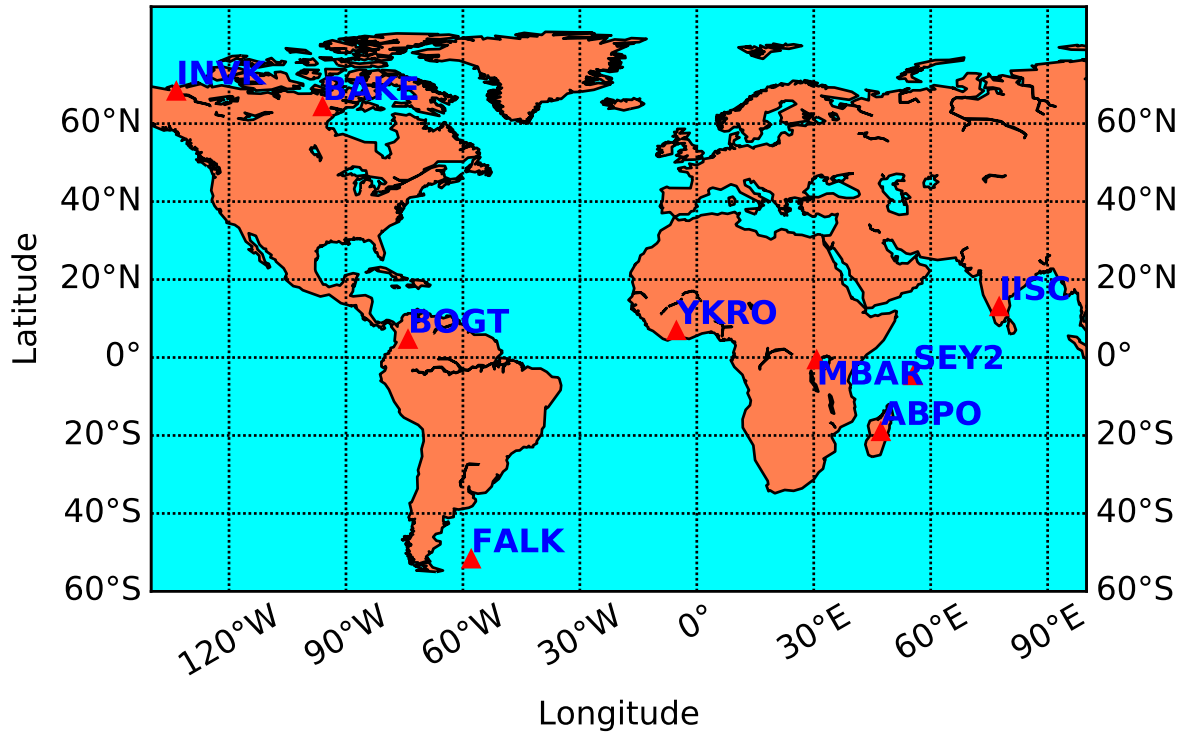 INVK
BAKE
60°N
60°N
40°N
40°N
20°N
20°N
IISC
YKRO
BOGT
0°
0°
SEY2
MBAR
ABPO
20°S
20°S
40°S
40°S
FALK
60°S
60°S
120°W
90°W
60°W
30°W
0°
30°E
60°E
90°E
Latitude
Longitude